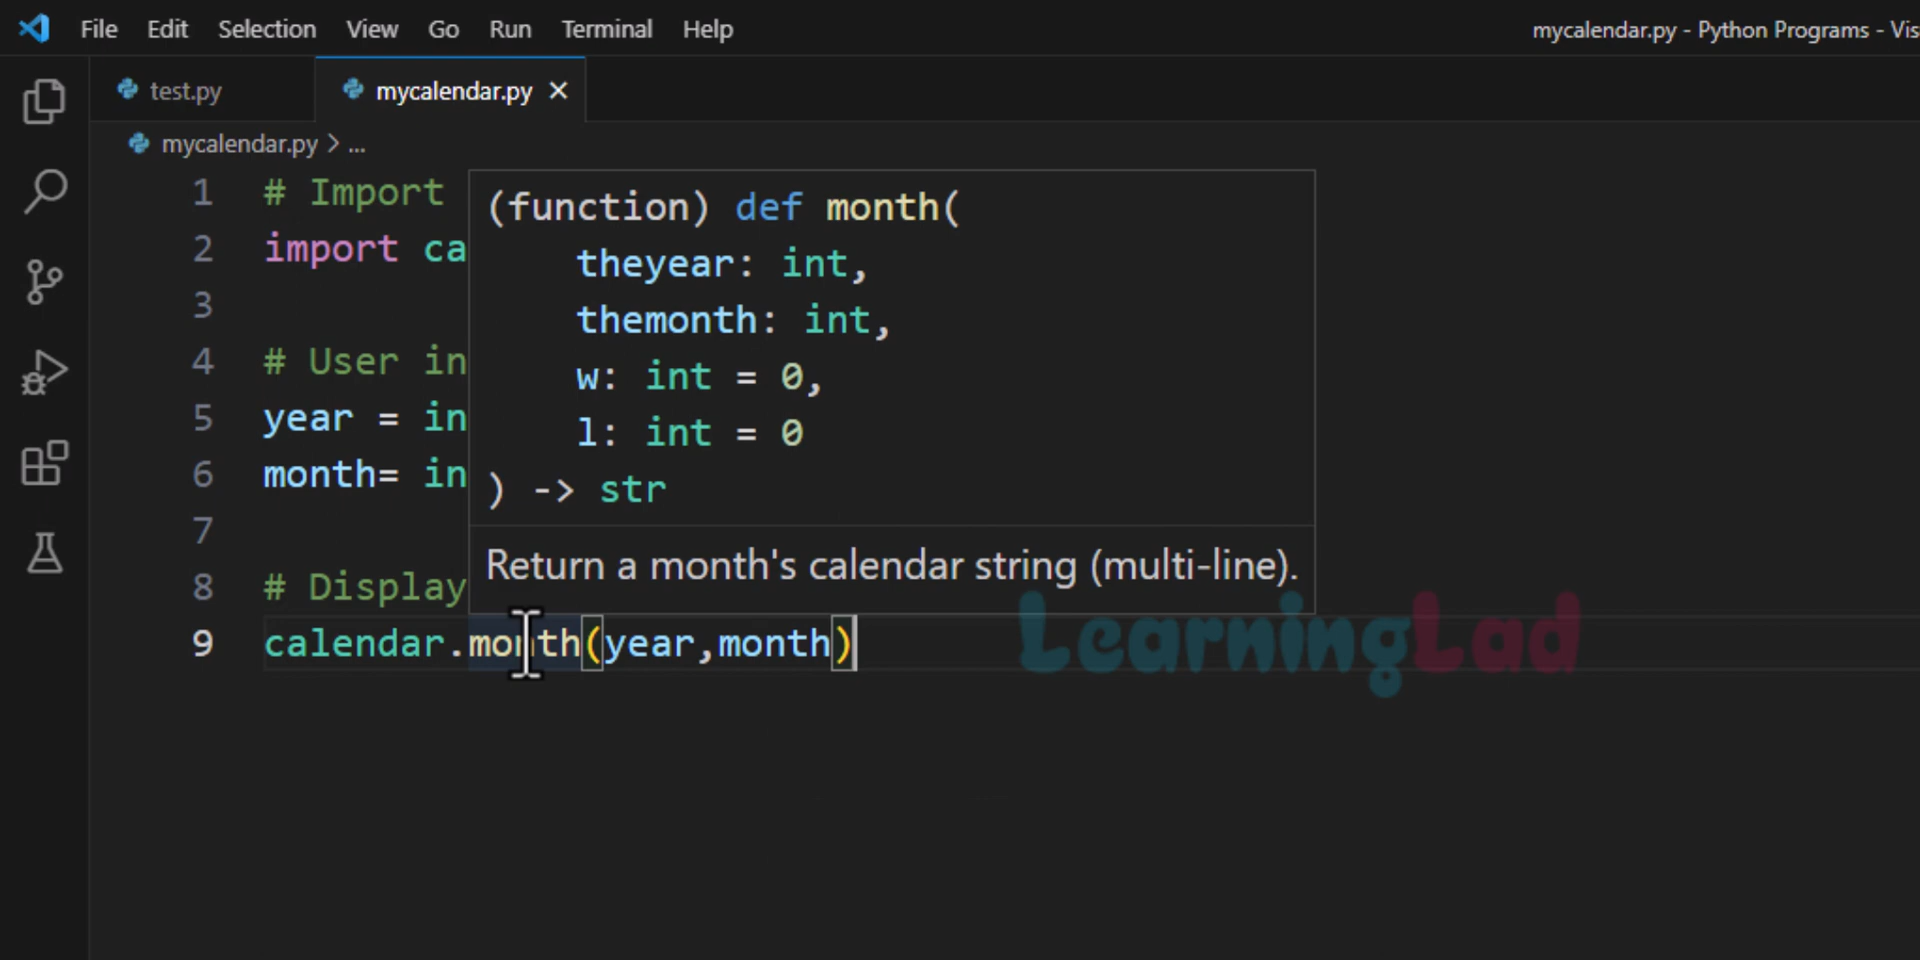 File Edit Selection View Go Run Terminal Help mycalendar.py - Python Programs - Vis
test.py mycalendar.py
mycalendar.py > ...
1 # Import
2 import ca
3
4 # User in
5 year = in
6 month= in
7
8 # Display
9 calendar.month(year,month)
(function) def month(
theyear: int,
themonth: int,
w: int = 0,
l: int = 0
) -> str
Return a month's calendar string (multi-line).
LearningLad